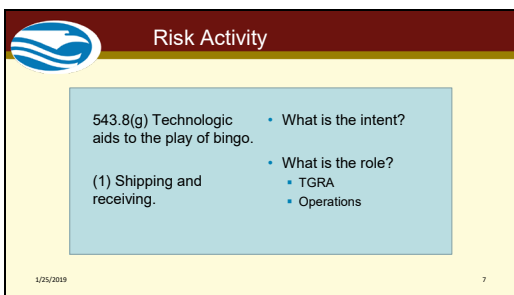 Risk Activity
543.8(g) Technologic
aids to the play of bingo.
(1) Shipping and
receiving.
• What is the intent?
• What is the role?
▪ TGRA
▪ Operations
1/25/2019
7